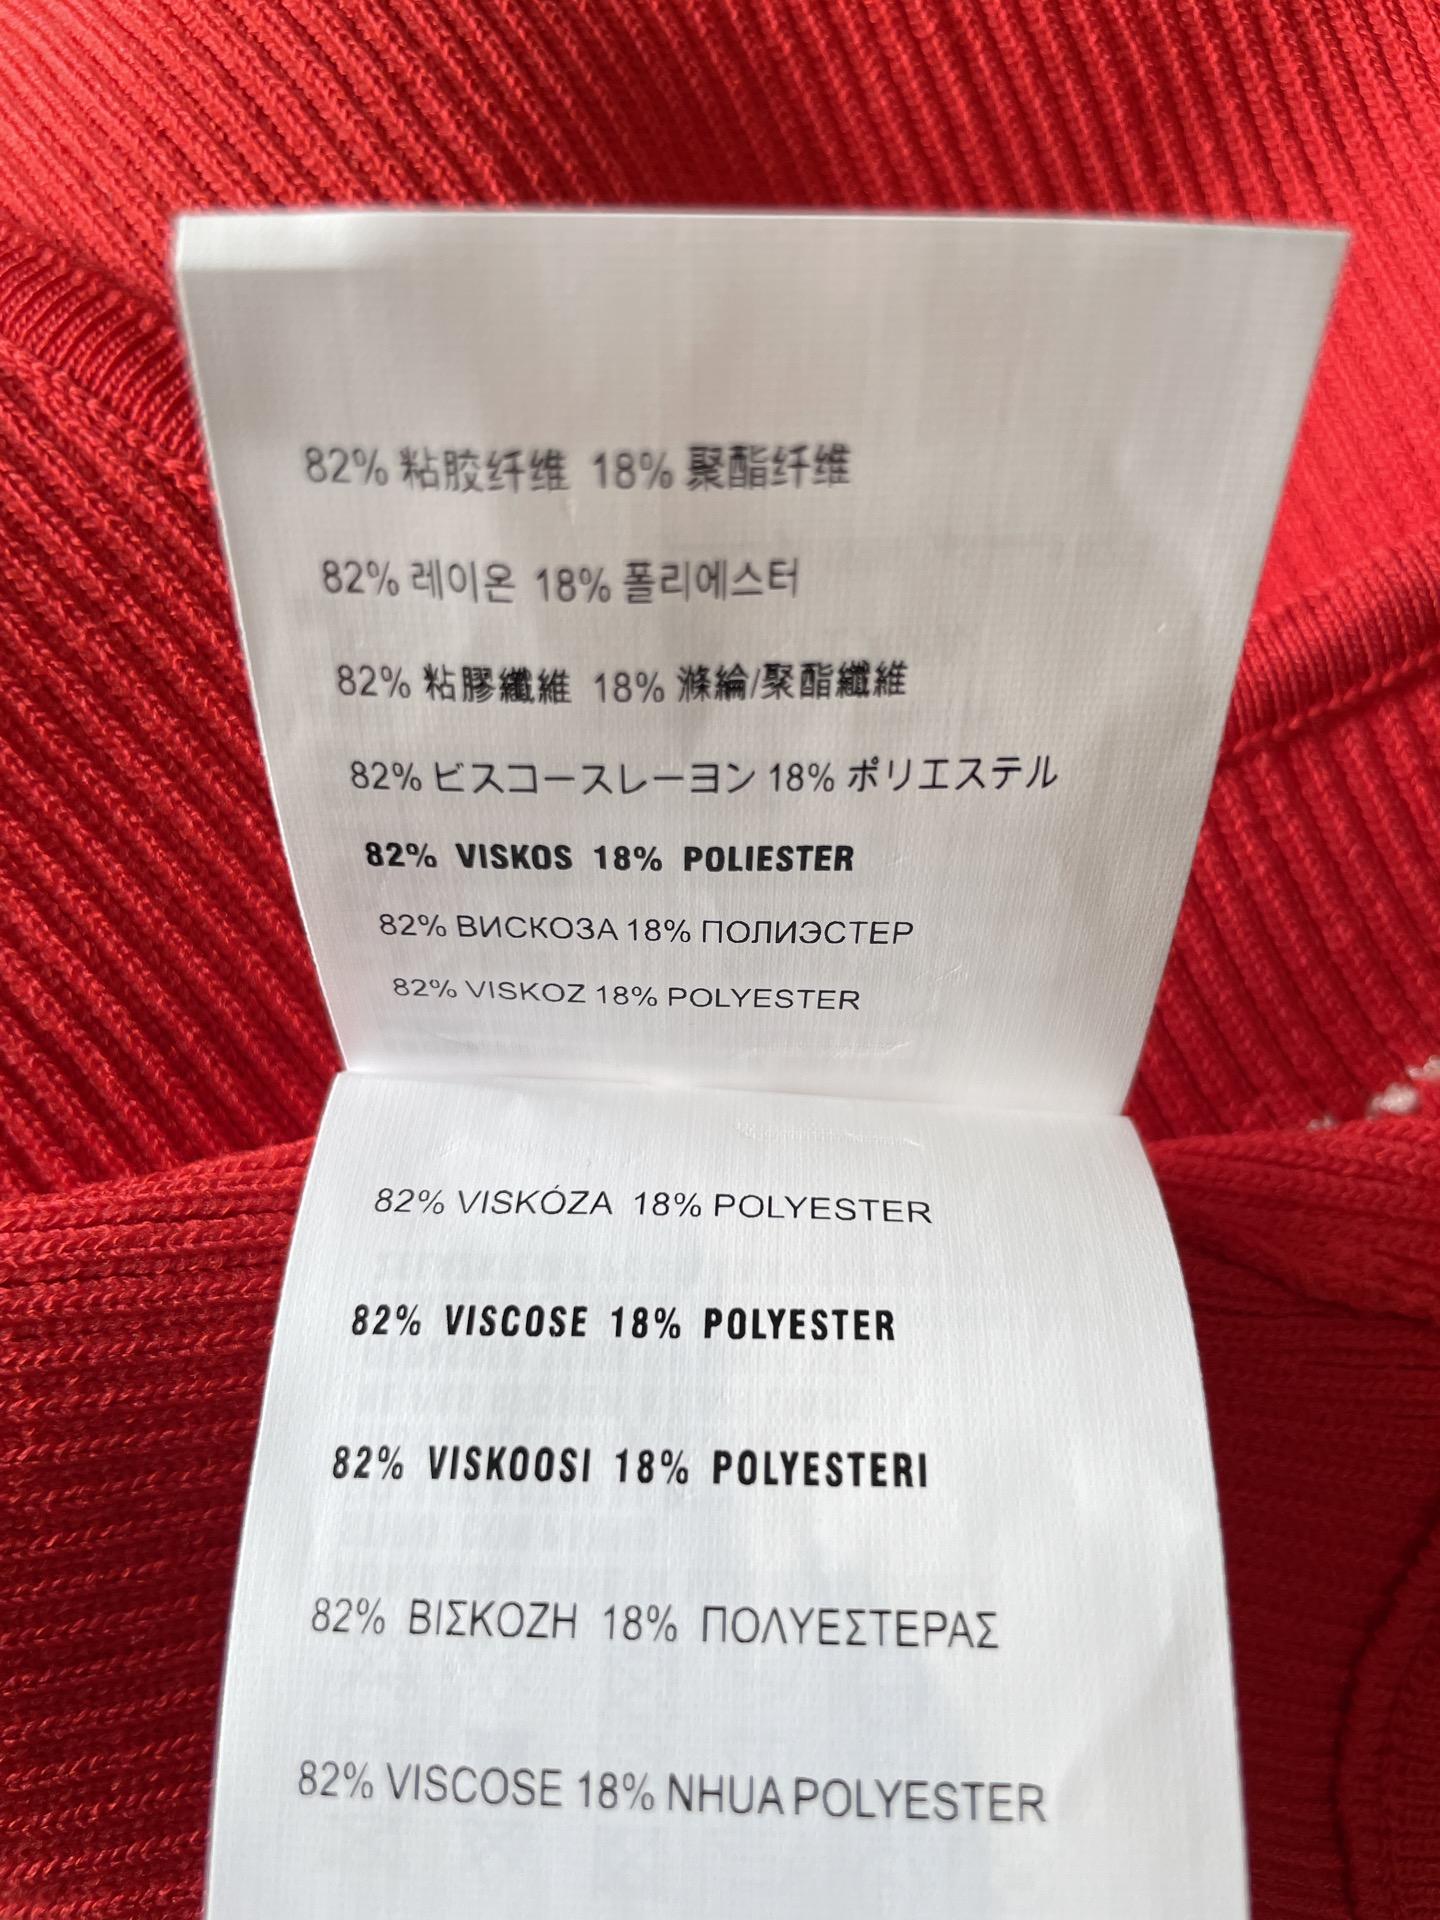 82% 粘胶纤维 18% 聚酯纤维
82% 레이온 18% 폴리에스터
82% 粘膠纖維 18% 滌綸/聚酯纖維
82% ビスコースレーヨン 18% ポリエステル
82% VISKOS 18% POLIESTER
82% ВИСКОЗА 18% ПОЛИЭСТЕР
82% VISKOZ 18% POLYESTER
82% VISKÓZA 18% POLYESTER
82% VISCOSE 18% POLYESTER
82% VISKOOSI 18% POLYESTERI
82% ΒΙΣΚΟΖΗ 18% ΠΟΛΥΕΣΤΕΡΑΣ
82% VISCOSE 18% NHUA POLYESTER